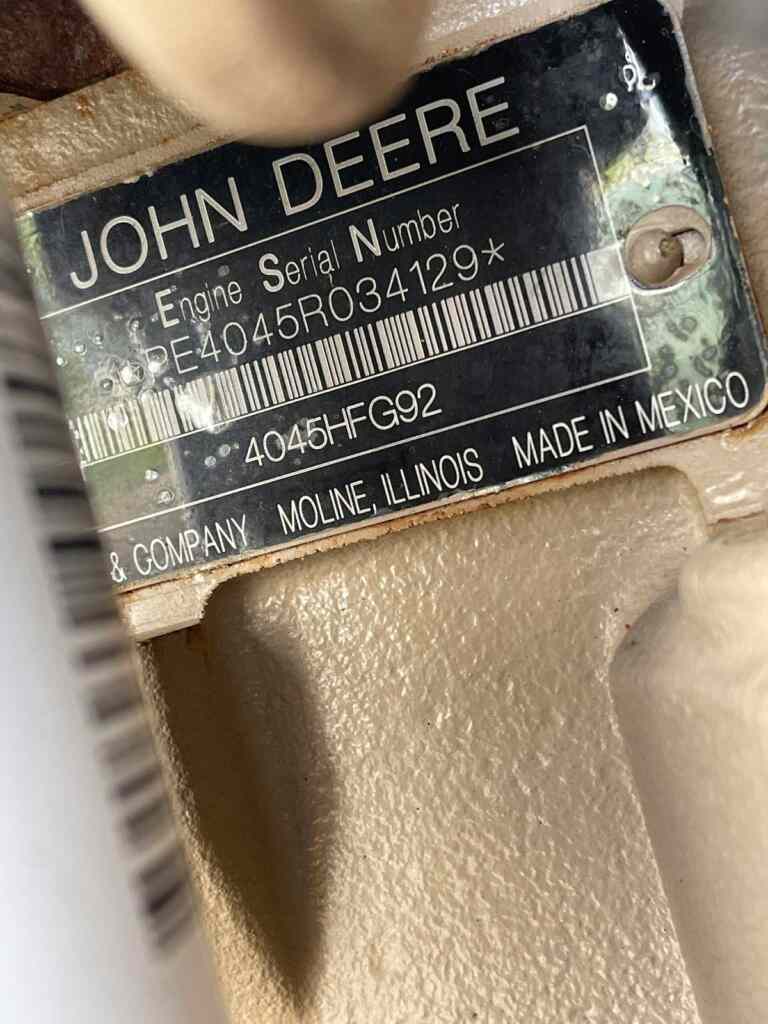 JOHN DEERE
Engine Serial Number
PE4045R034129*
4045HFG92
& COMPANY MOLINE, ILLINOIS MADE IN MEXICO